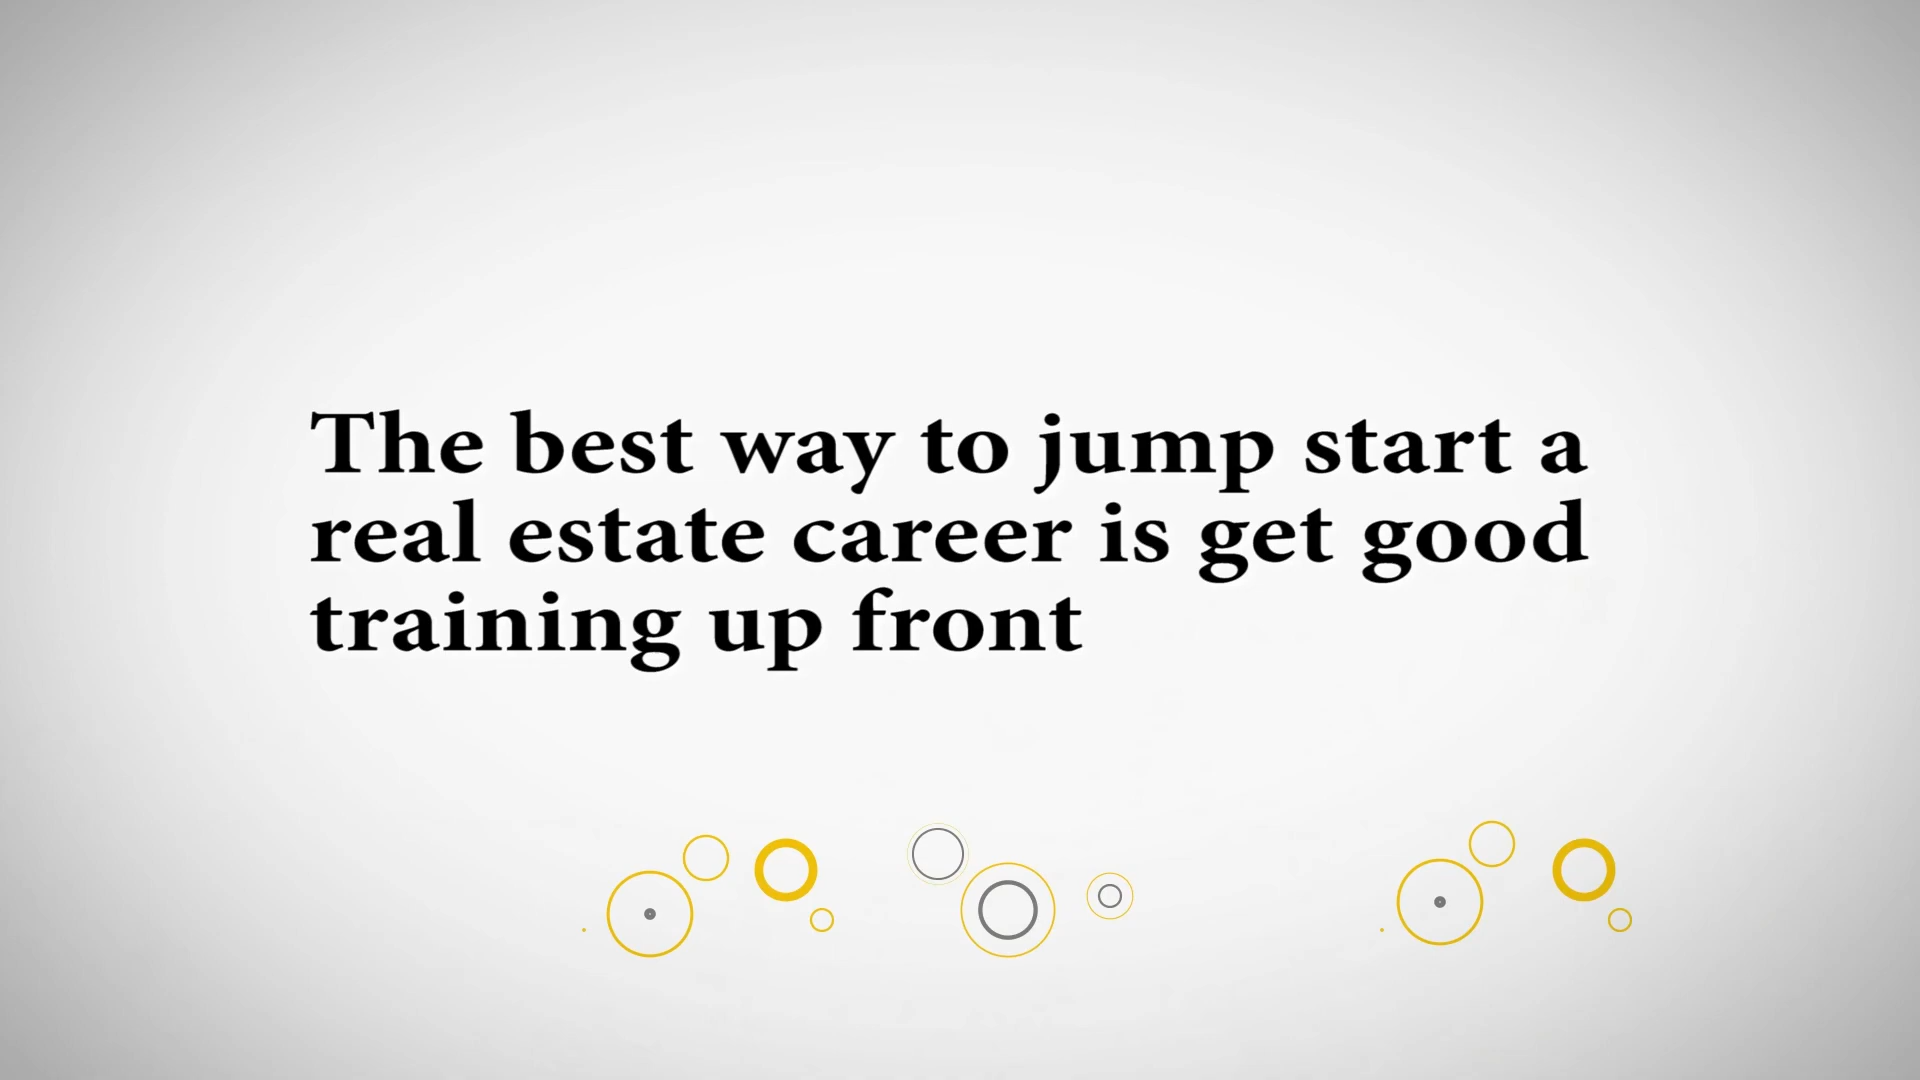 The best way to jump start a
real estate career is get good
training up front